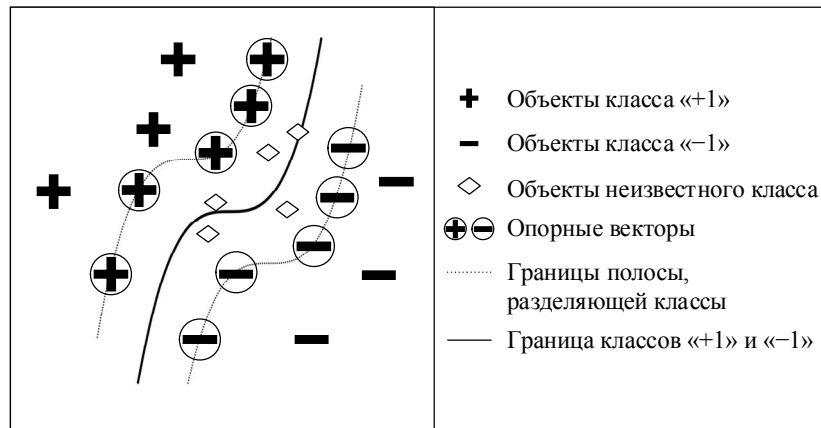 Объекты класса «+1»
Объекты класса «−1»
Объекты неизвестного класса
Опорные векторы
Границы полосы,
разделяющей классы
Граница классов «+1» и «−1»